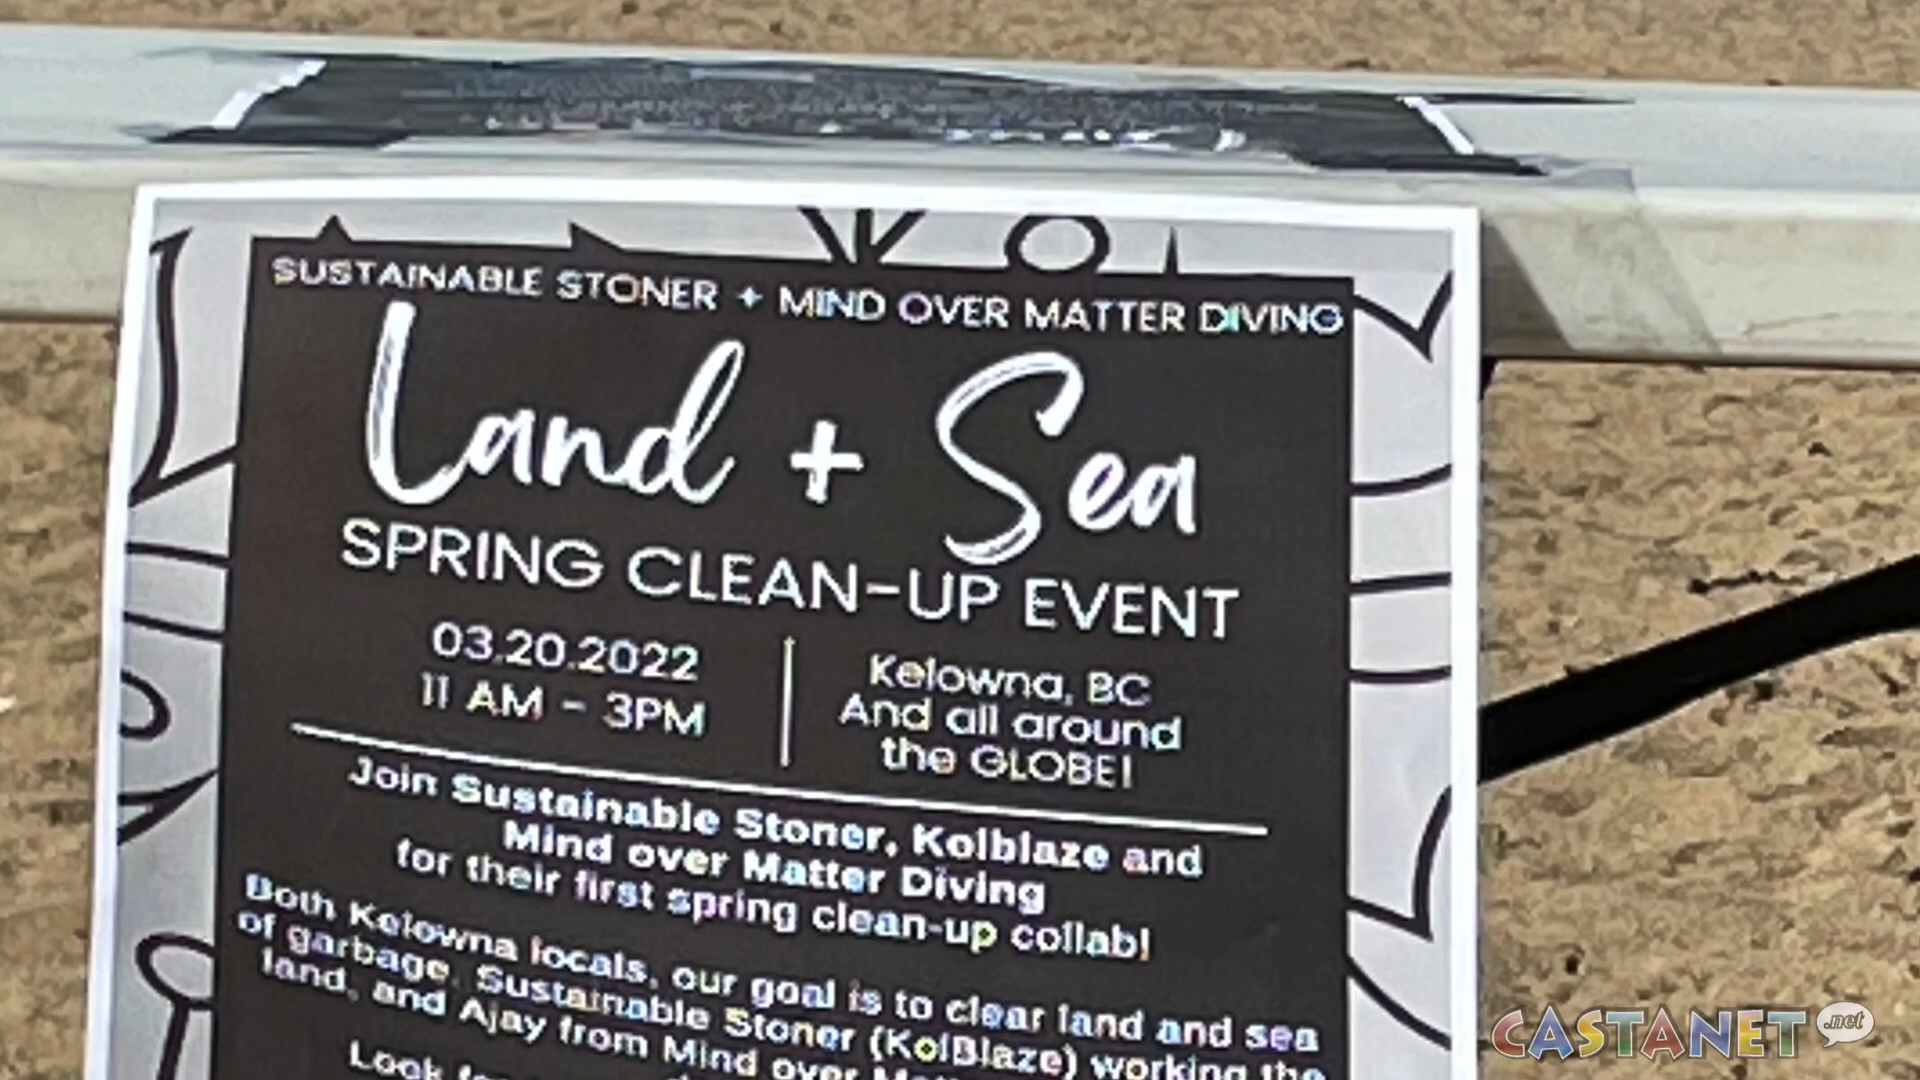 SUSTAINABLE STONER + MIND OVER MATTER DIVING
Land + Sea
SPRING CLEAN-UP EVENT
03.20.2022
11 AM - 3PM
Kelowna, BC
And all around
the GLOBE!
Join Sustainable Stoner, Kolblaze and
Mind over Matter Diving
for their first spring clean-up collab!
Both Kelowna locals, our goal is to clear land and sea
of garbage. Sustainable Stoner (KolBlaze) working the
land, and Ajay from Mind over
Look
CASTANET.net